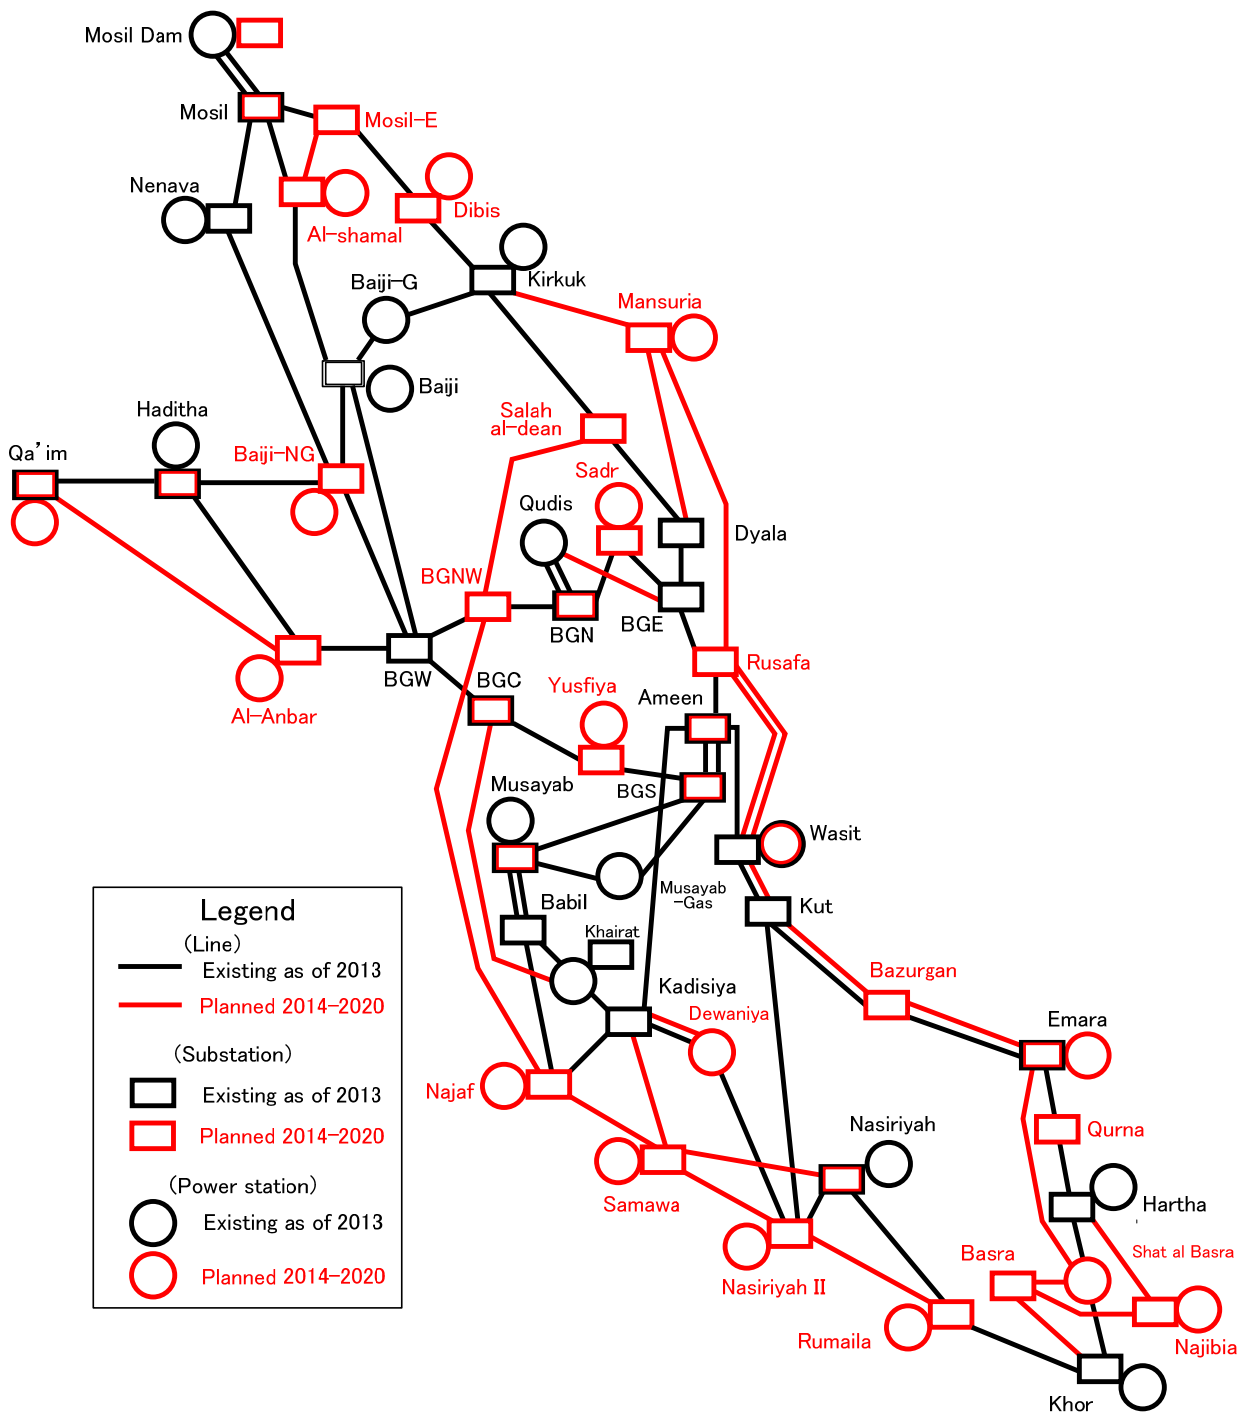 Mosil Dam
Mosil
Mosil-E
Nenava
Al-shamal
Dibis
Baiji-G
Kirkuk
Mansuria
Baiji
Haditha
Salah
al-dean
Qa'im
Baiji-NG
Sadr
Qudis
Dyala
BGNW
BGN
BGE
BGW
BGC
Rusafa
Yusfiya
Ameen
Al-Anbar
Musayab
BGS
Wasit
Musayab
-Gas
Babil
Kut
Khairat
Bazurgan
Kadisiya
Dewaniya
Emara
Najaf
Nasiriyah
Qurna
Samawa
Hartha
Basra
Shat al Basra
Nasiriyah II
Rumaila
Najibia
Khor
Legend
(Line)
Existing as of 2013
Planned 2014-2020
(Substation)
Existing as of 2013
Planned 2014-2020
(Power station)
Existing as of 2013
Planned 2014-2020